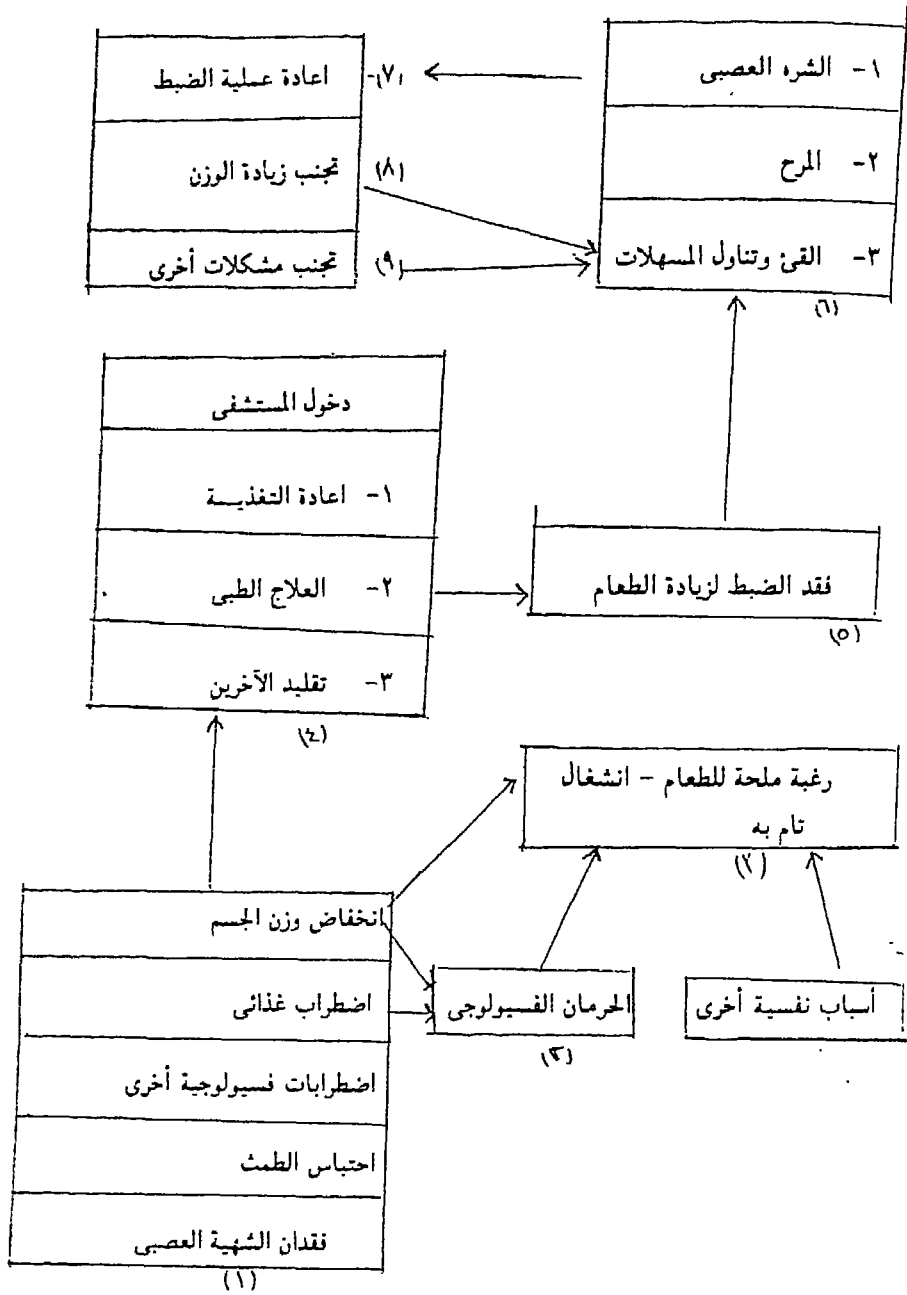 ١- الشره العصبى
٢- المرح
٣- القئ وتناول المسهلات
(٦)
(٧)- اعادة عملية الضبط
(٨) تجنب زيادة الوزن
(٩) تجنب مشكلات أخرى
دخول المستشفى
١- اعادة التغذيـــة
٢- العلاج الطبى
٣- تقليد الآخرين
(٤)
فقد الضبط لزيادة الطعام
(٥)
رغبة ملحة للطعام - انشغال
تام به
(٢)
أسباب نفسية أخرى
الحرمان الفسيولوجى
(٣)
انخفاض وزن الجسم
اضطراب غذائى
اضطرابات فسيولوجية أخرى
احتباس الطمث
فقدان الشهية العصبى
(١)